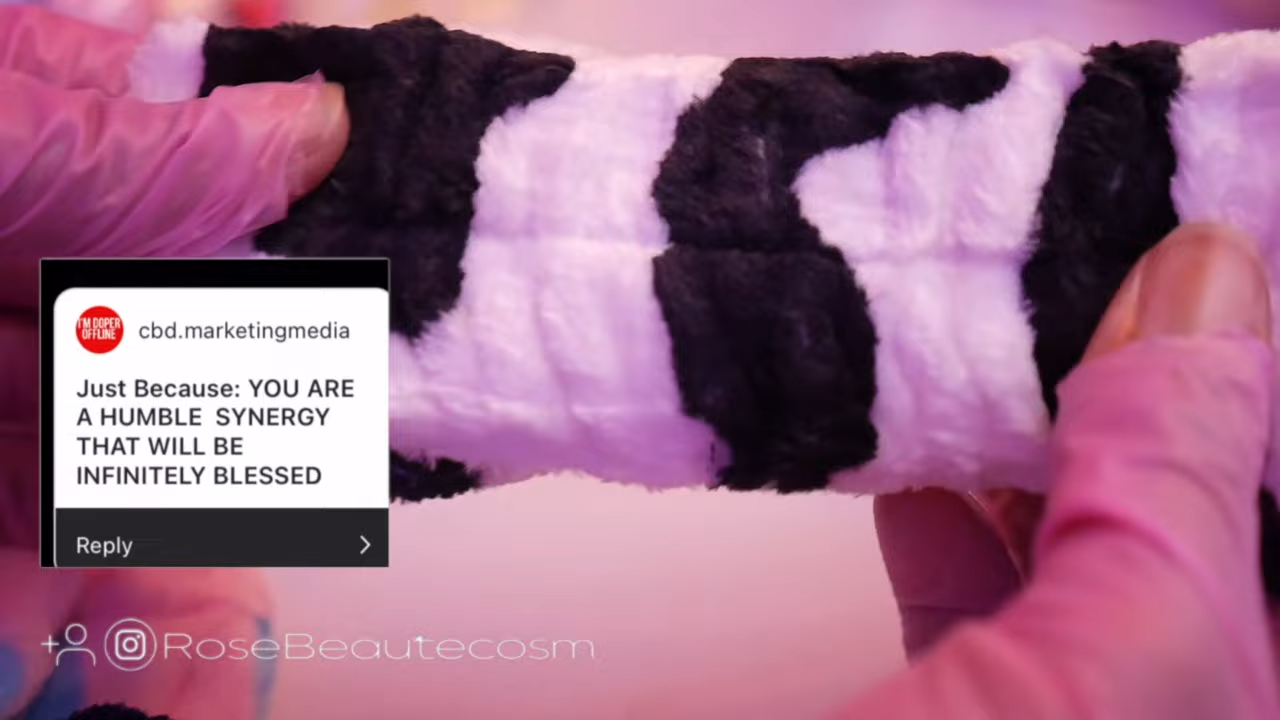 I'M DOPER
OFFLINE
cbd.marketingmedia
Just Because: YOU ARE
A HUMBLE SYNERGY
THAT WILL BE
INFINITELY BLESSED
Reply
RoseBeautecosm